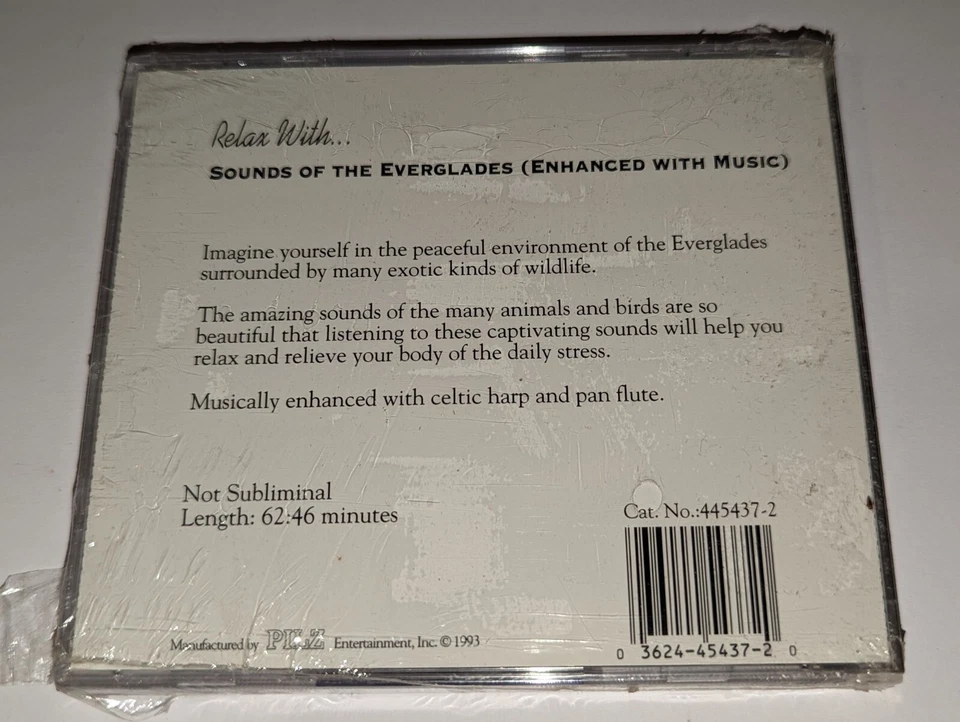 Relax With...
SOUNDS OF THE EVERGLADES (ENHANCED WITH MUSIC)
Imagine yourself in the peaceful environment of the Everglades
surrounded by many exotic kinds of wildlife.
The amazing sounds of the many animals and birds are so
beautiful that listening to these captivating sounds will help you
relax and relieve your body of the daily stress.
Musically enhanced with celtic harp and pan flute.
Not Subliminal
Length: 62:46 minutes
Cat. No.:445437-2
0 3624-45437-2 0
Manufactured by PDZ Entertainment, Inc. © 1993